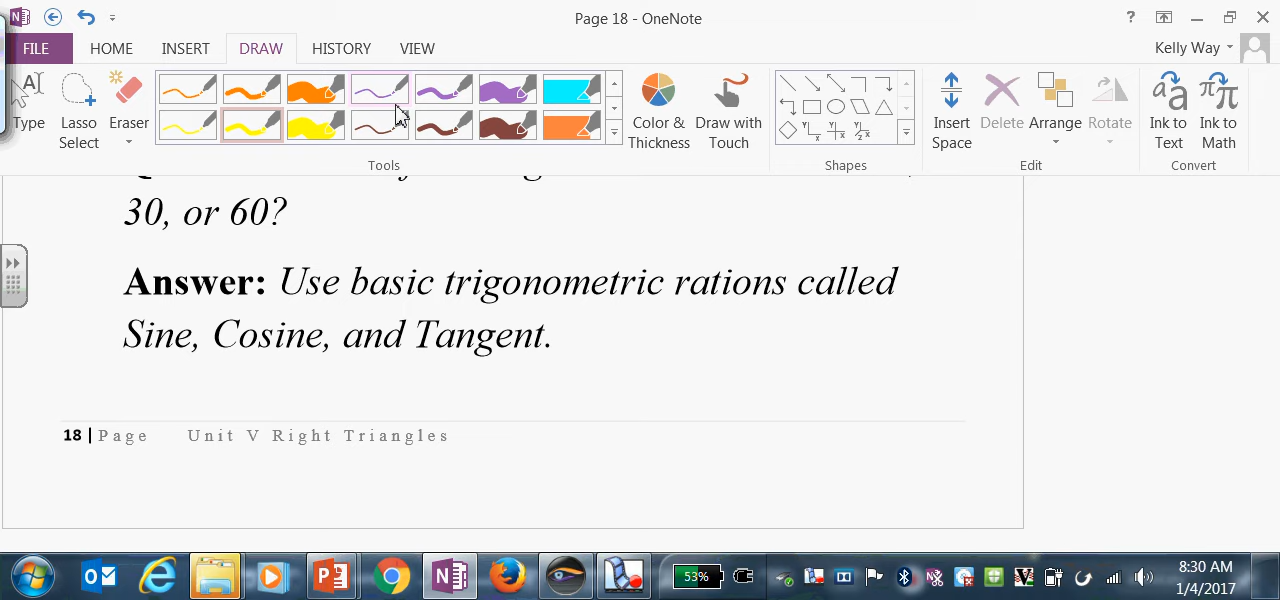 Page 18 - OneNote
FILE
HOME
INSERT
DRAW
HISTORY
VIEW
Kelly Way
Type
Lasso
Select
Eraser
Color &
Thickness
Draw with
Touch
Insert
Space
Delete
Arrange
Rotate
Ink to
Text
Ink to
Math
Tools
Shapes
Edit
Convert
30, or 60?
Answer: Use basic trigonometric rations called
Sine, Cosine, and Tangent.
18 | Page Unit V Right Triangles
53%
8:30 AM
1/4/2017